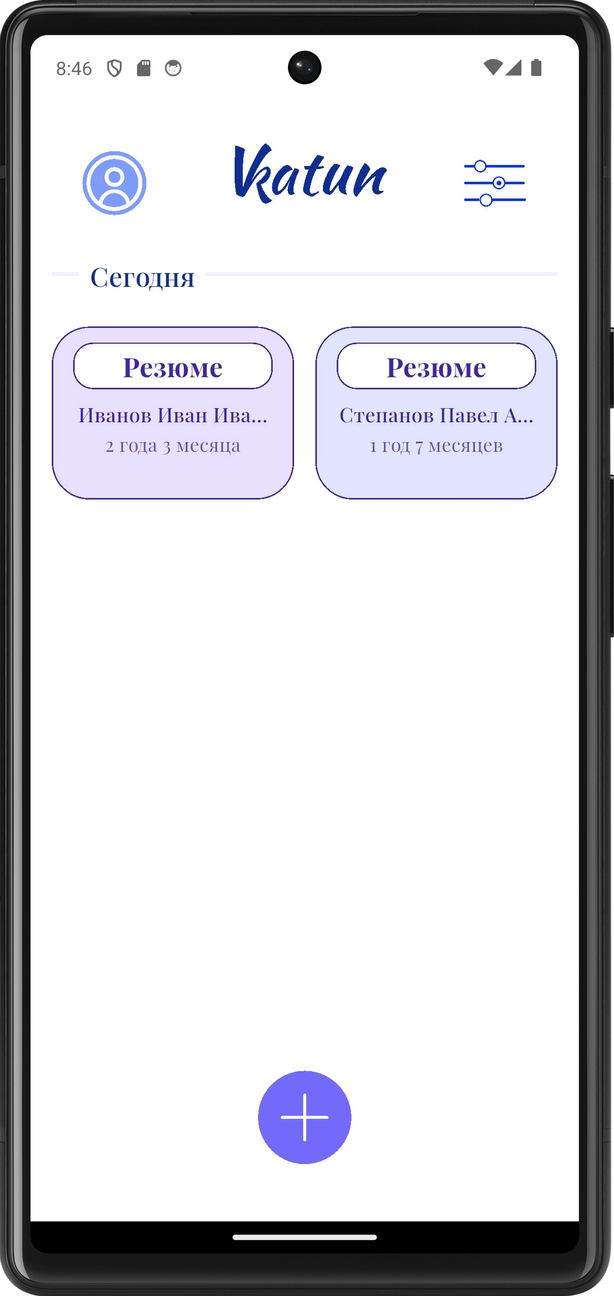 8:46
Vkatun
Сегодня
Резюме
Иванов Иван Ива...
2 года 3 месяца
Резюме
Степанов Павел А...
1 год 7 месяцев